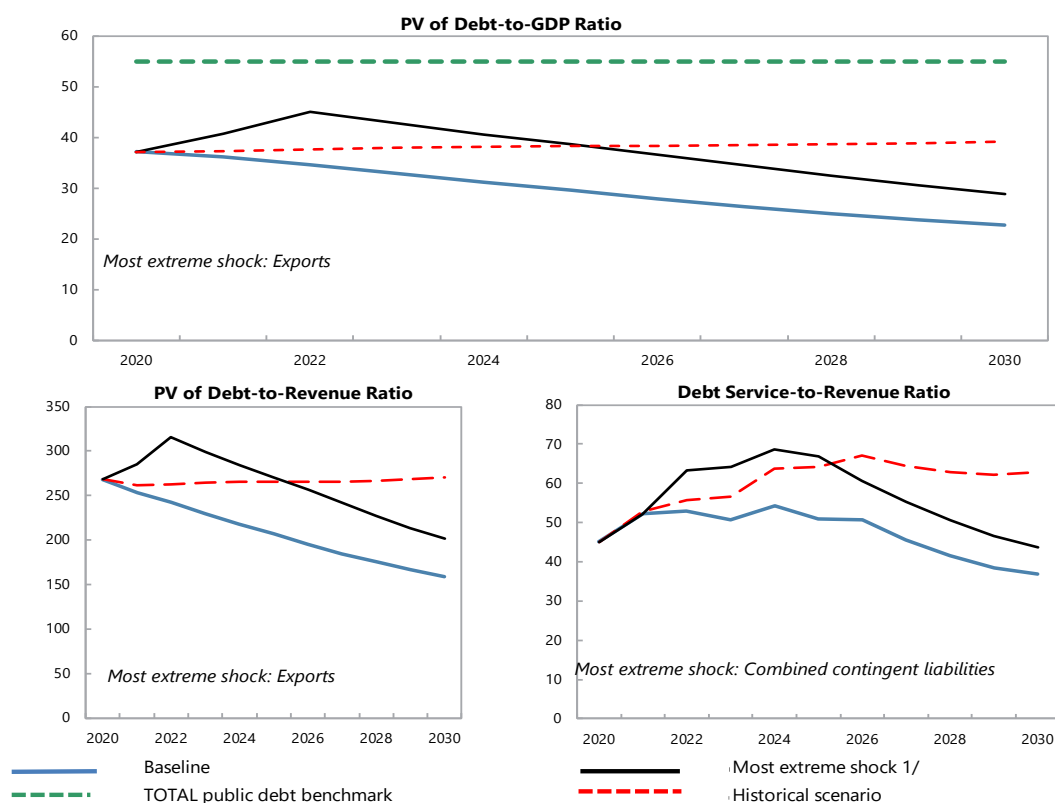 PV of Debt-to-GDP Ratio
60
50
40
30
20
10
0
Most extreme shock: Exports
2020 2022 2024 2026 2028 2030
PV of Debt-to-Revenue Ratio
350
300
250
200
150
100
50
0
Most extreme shock: Exports
2020 2022 2024 2026 2028 2030
Debt Service-to-Revenue Ratio
80
70
60
50
40
30
20
10
0
Most extreme shock: Combined contingent liabilities
2020 2022 2024 2026 2028 2030
Baseline
Most extreme shock 1/
TOTAL public debt benchmark
Historical scenario